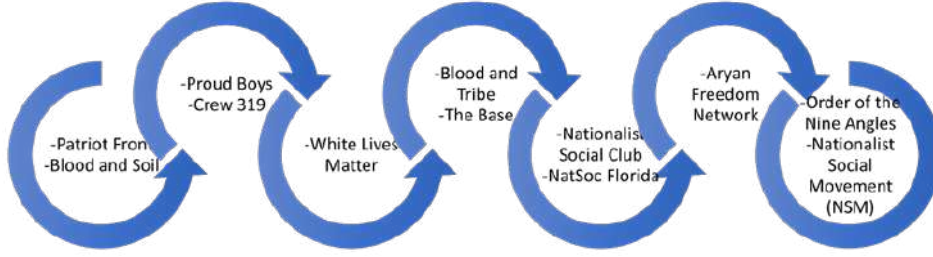 -Patriot Front
-Blood and Soil
-Proud Boys
-Crew 319
-White Lives
Matter
-Blood and
Tribe
-The Base
-Nationalist
Social Club
-NatSoc Florida
-Aryan
Freedom
Network
-Order of the
Nine Angles
-Nationalist
Social
Movement
(NSM)